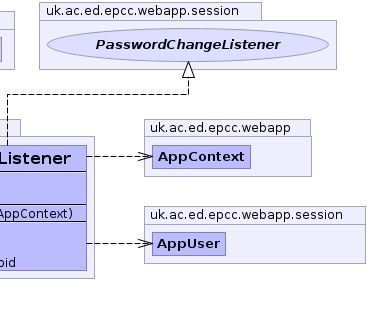 uk.ac.ed.epcc.webapp.session
PasswordChangeListener
uk.ac.ed.epcc.webapp
Listener
AppContext
AppContext)
uk.ac.ed.epcc.webapp.session
AppUser
oid